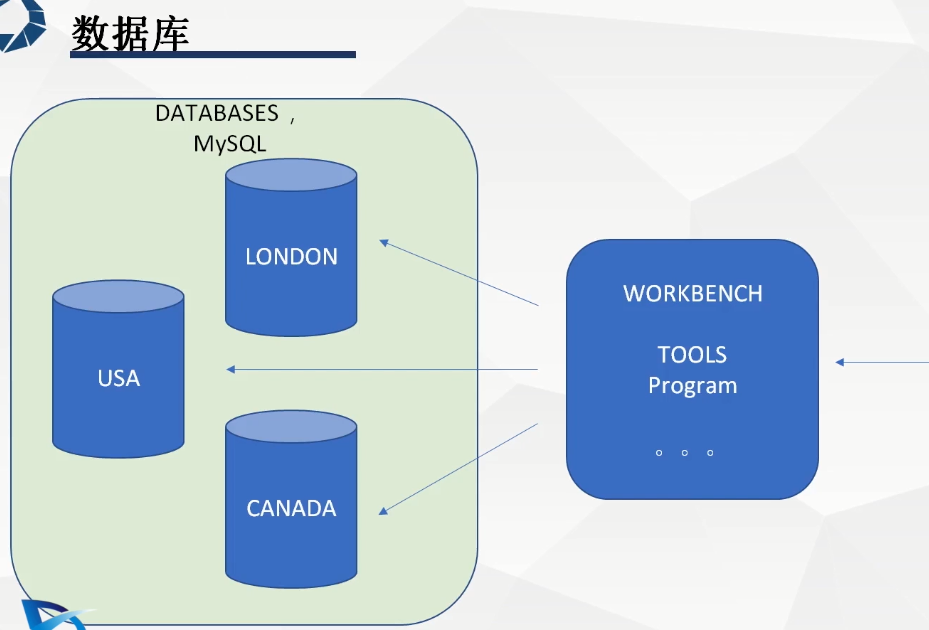 数据库
DATABASES ，
MySQL
LONDON
USA
CANADA
WORKBENCH
TOOLS
Program
。。。